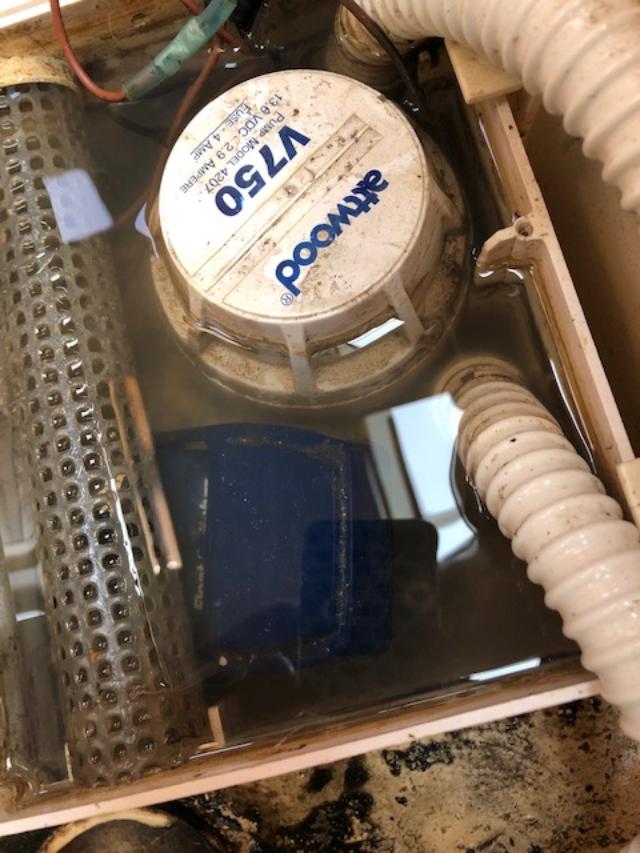 attwood®
V750
PUMP MODEL 4207
13.6 VDC 2.9 AMPERE
FUSE - 4 AMP